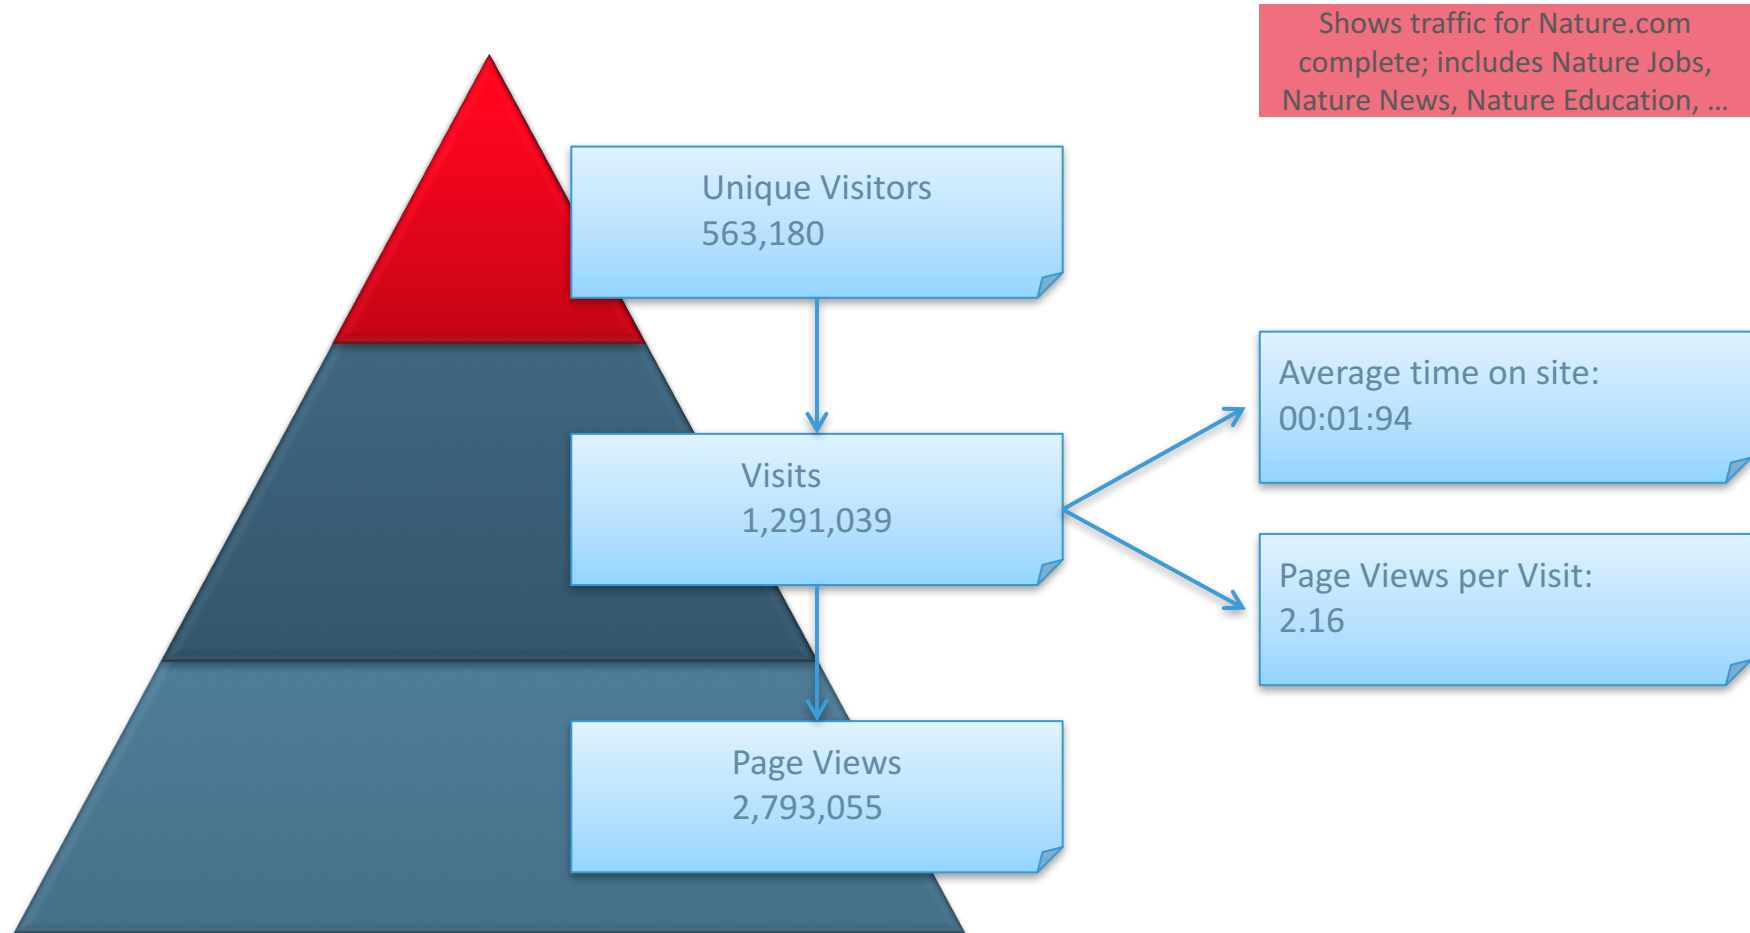 Shows traffic for Nature.com
complete; includes Nature Jobs,
Nature News, Nature Education, ...
Unique Visitors
563,180
Average time on site:
00:01:94
Visits
1,291,039
Page Views per Visit:
2.16
Page Views
2,793,055